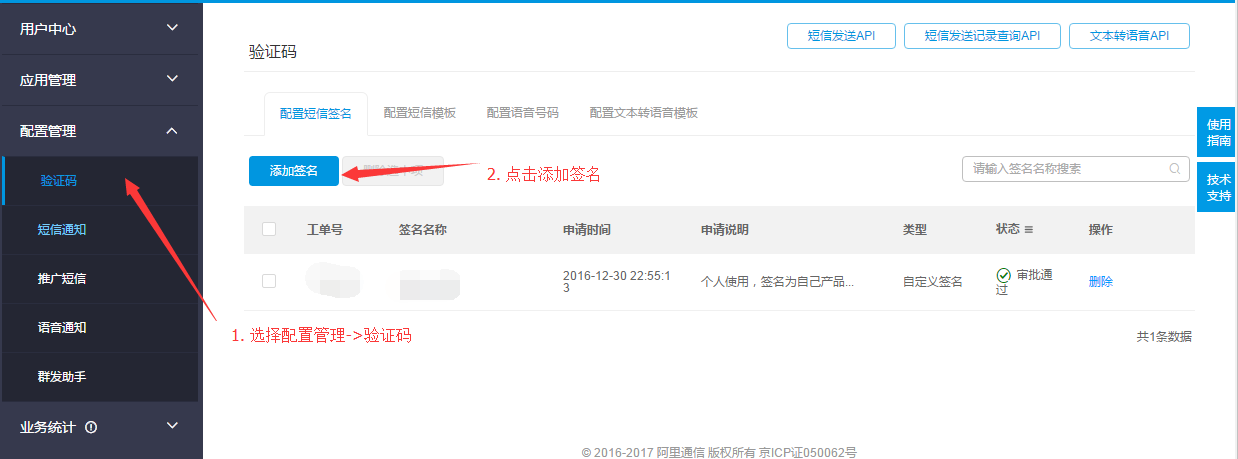 用户中心
应用管理
配置管理
验证码
短信通知
推广短信
语音通知
群发助手
业务统计
验证码
短信发送API
短信发送记录查询API
文本转语音API
配置短信签名
配置短信模板
配置语音号码
配置文本转语音模板
添加签名
2. 点击添加签名
请输入签名名称搜索
工单号
签名名称
申请时间
申请说明
类型
状态
操作
2016-12-30 22:55:1
3
个人使用，签名为自己产品...
自定义签名
审批通
过
删除
1. 选择配置管理->验证码
共1条数据
© 2016-2017 阿里通信 版权所有 京ICP证050062号
使用
指南
技术
支持